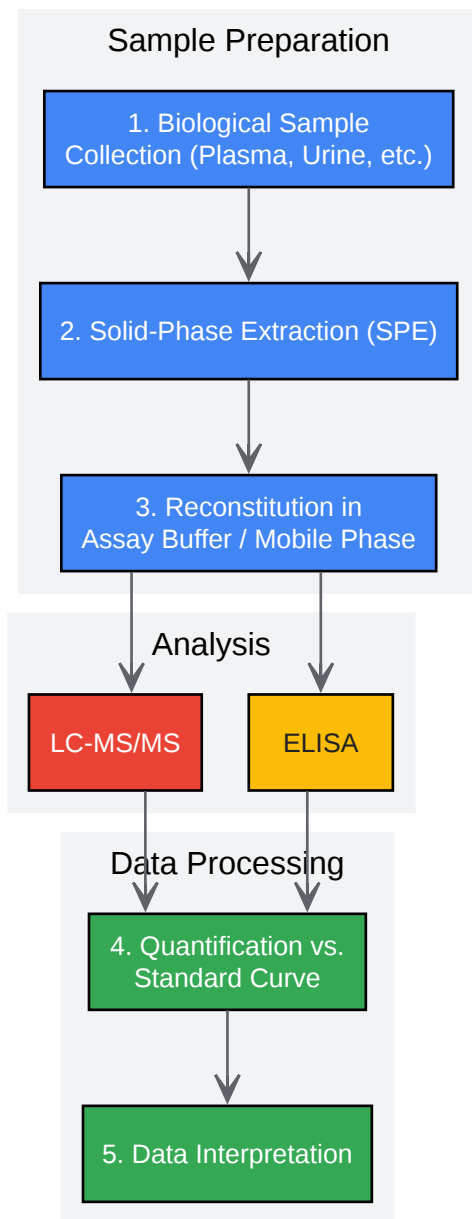 Sample Preparation
1. Biological Sample
Collection (Plasma, Urine, etc.)
2. Solid-Phase Extraction (SPE)
3. Reconstitution in
Assay Buffer / Mobile Phase
Analysis
LC-MS/MS
ELISA
Data Processing
4. Quantification vs.
Standard Curve
5. Data Interpretation